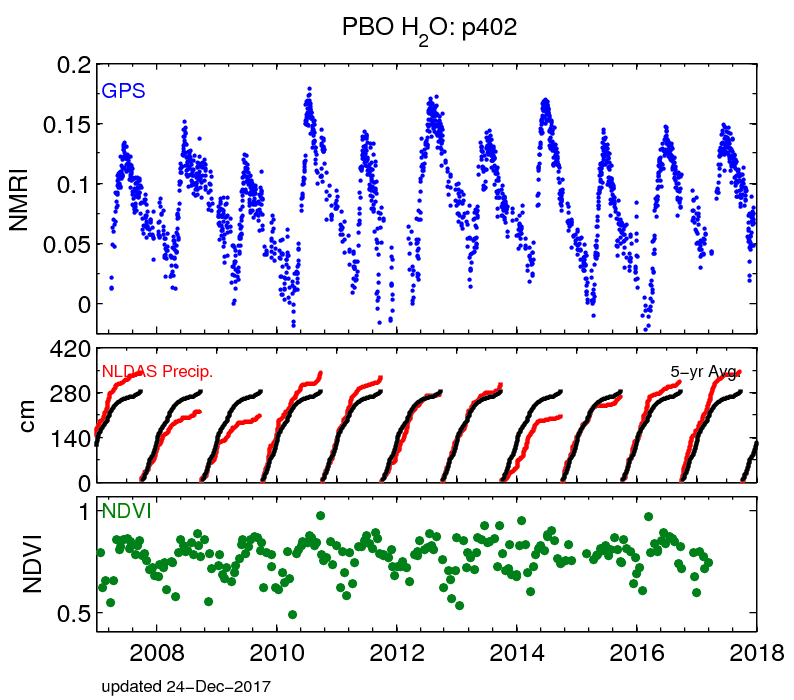 PBO H2O: p402
0.2
GPS
0.15
0.1
0.05
0
NMRI
420
NLDAS Precip.
5-yr Avg.
280
140
0
cm
1
NDVI
0.5
NDVI
2008 2010 2012 2014 2016 2018
updated 24-Dec-2017